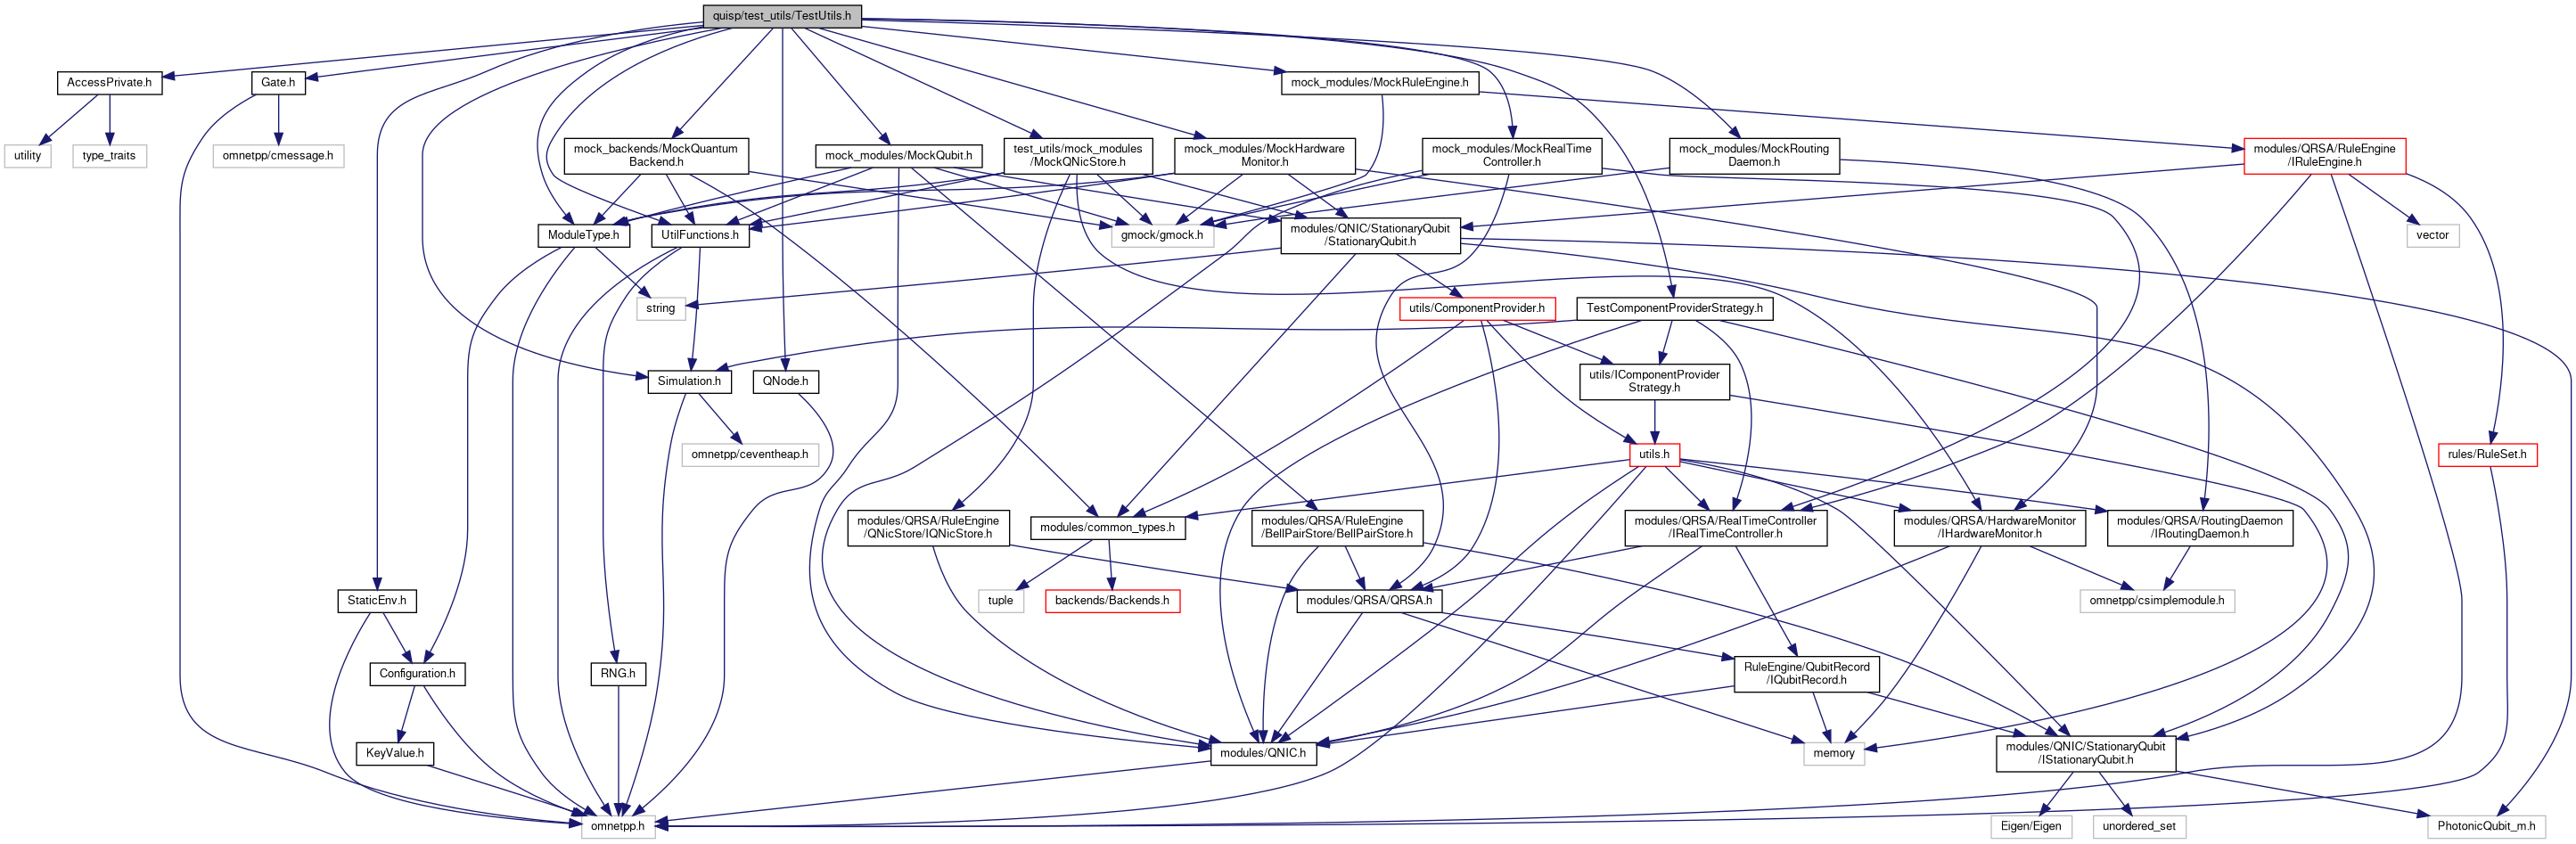 quisp/test_utils/TestUtils.h
AccessPrivate.h
Gate.h
mock_modules/MockRuleEngine.h
utility
type_traits
omnetpp/cmessage.h
mock_backends/MockQuantum
Backend.h
mock_modules/MockQubit.h
test_utils/mock_modules
/MockQNicStore.h
mock_modules/MockHardware
Monitor.h
mock_modules/MockRealTime
Controller.h
mock_modules/MockRouting
Daemon.h
modules/QRSA/RuleEngine
/IRuleEngine.h
ModuleType.h
UtilFunctions.h
gmock/gmock.h
modules/QNIC/StationaryQubit
/StationaryQubit.h
vector
string
utils/ComponentProvider.h
TestComponentProviderStrategy.h
Simulation.h
QNode.h
utils/IComponentProvider
Strategy.h
omnetpp/ceventheap.h
utils.h
rules/RuleSet.h
modules/QRSA/RuleEngine
/QNicStore/IQNicStore.h
modules/common_types.h
modules/QRSA/RuleEngine
/BellPairStore/BellPairStore.h
modules/QRSA/RealTimeController
/IRealTimeController.h
modules/QRSA/HardwareMonitor
/IHardwareMonitor.h
modules/QRSA/RoutingDaemon
/IRoutingDaemon.h
StaticEnv.h
tuple
backends/Backends.h
modules/QRSA/QRSA.h
omnetpp/csimplemodule.h
Configuration.h
RNG.h
RuleEngine/QubitRecord
/IQubitRecord.h
KeyValue.h
modules/QNIC.h
memory
modules/QNIC/StationaryQubit
/IStationaryQubit.h
omnetpp.h
Eigen/Eigen
unordered_set
PhotonicQubit_m.h